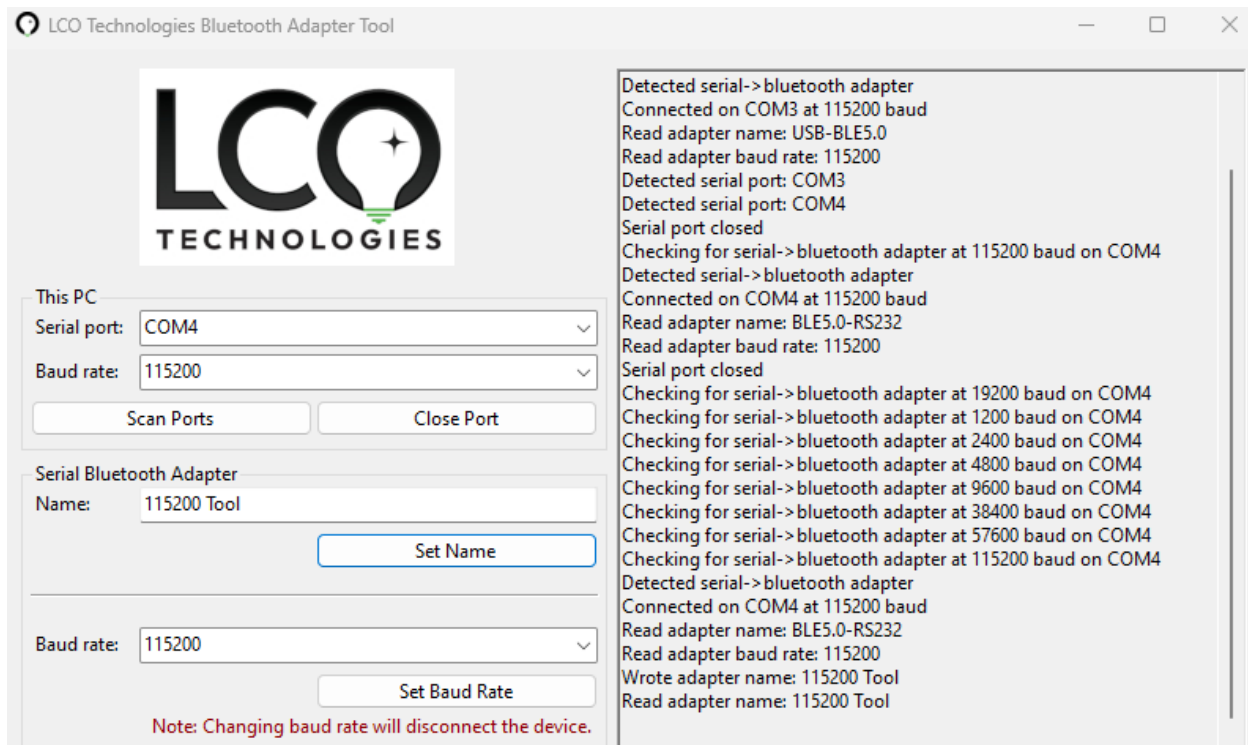 LCO Technologies Bluetooth Adapter Tool
LCO
TECHNOLOGIES
This PC
Serial port: COM4
Baud rate: 115200
Scan Ports Close Port
Serial Bluetooth Adapter
Name: 115200 Tool
Set Name
Baud rate: 115200
Set Baud Rate
Note: Changing baud rate will disconnect the device.
Detected serial->bluetooth adapter
Connected on COM3 at 115200 baud
Read adapter name: USB-BLE5.0
Read adapter baud rate: 115200
Detected serial port: COM3
Detected serial port: COM4
Serial port closed
Checking for serial->bluetooth adapter at 115200 baud on COM4
Detected serial->bluetooth adapter
Connected on COM4 at 115200 baud
Read adapter name: BLE5.0-RS232
Read adapter baud rate: 115200
Serial port closed
Checking for serial->bluetooth adapter at 19200 baud on COM4
Checking for serial->bluetooth adapter at 1200 baud on COM4
Checking for serial->bluetooth adapter at 2400 baud on COM4
Checking for serial->bluetooth adapter at 4800 baud on COM4
Checking for serial->bluetooth adapter at 9600 baud on COM4
Checking for serial->bluetooth adapter at 38400 baud on COM4
Checking for serial->bluetooth adapter at 57600 baud on COM4
Checking for serial->bluetooth adapter at 115200 baud on COM4
Detected serial->bluetooth adapter
Connected on COM4 at 115200 baud
Read adapter name: BLE5.0-RS232
Read adapter baud rate: 115200
Wrote adapter name: 115200 Tool
Read adapter name: 115200 Tool